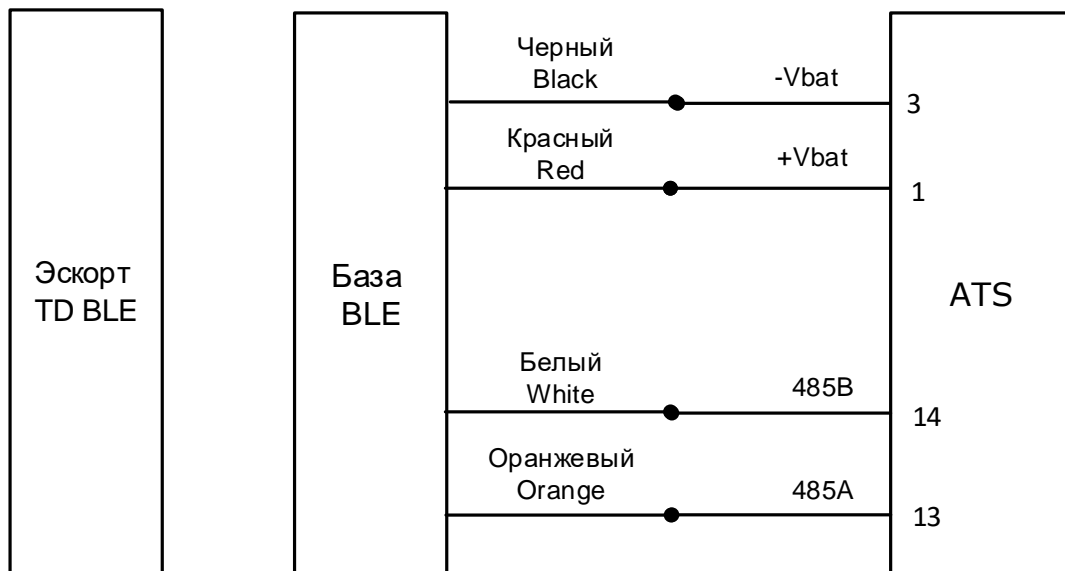 Черный
Black
-Vbat
3
Красный
Red
+Vbat
1
Эскорт
TD BLE
База
BLE
ATS
Белый
White
485B
14
Оранжевый
Orange
485A
13